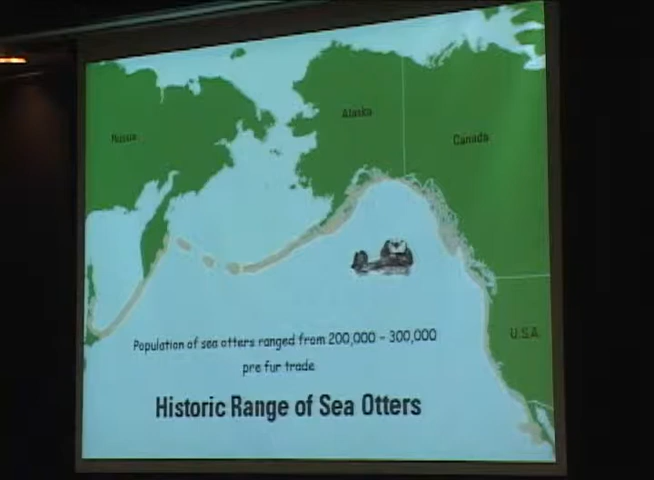 Russia
Alaska
Canada
U.S.A.
Population of sea otters ranged from 200,000 - 300,000
pre fur trade
Historic Range of Sea Otters